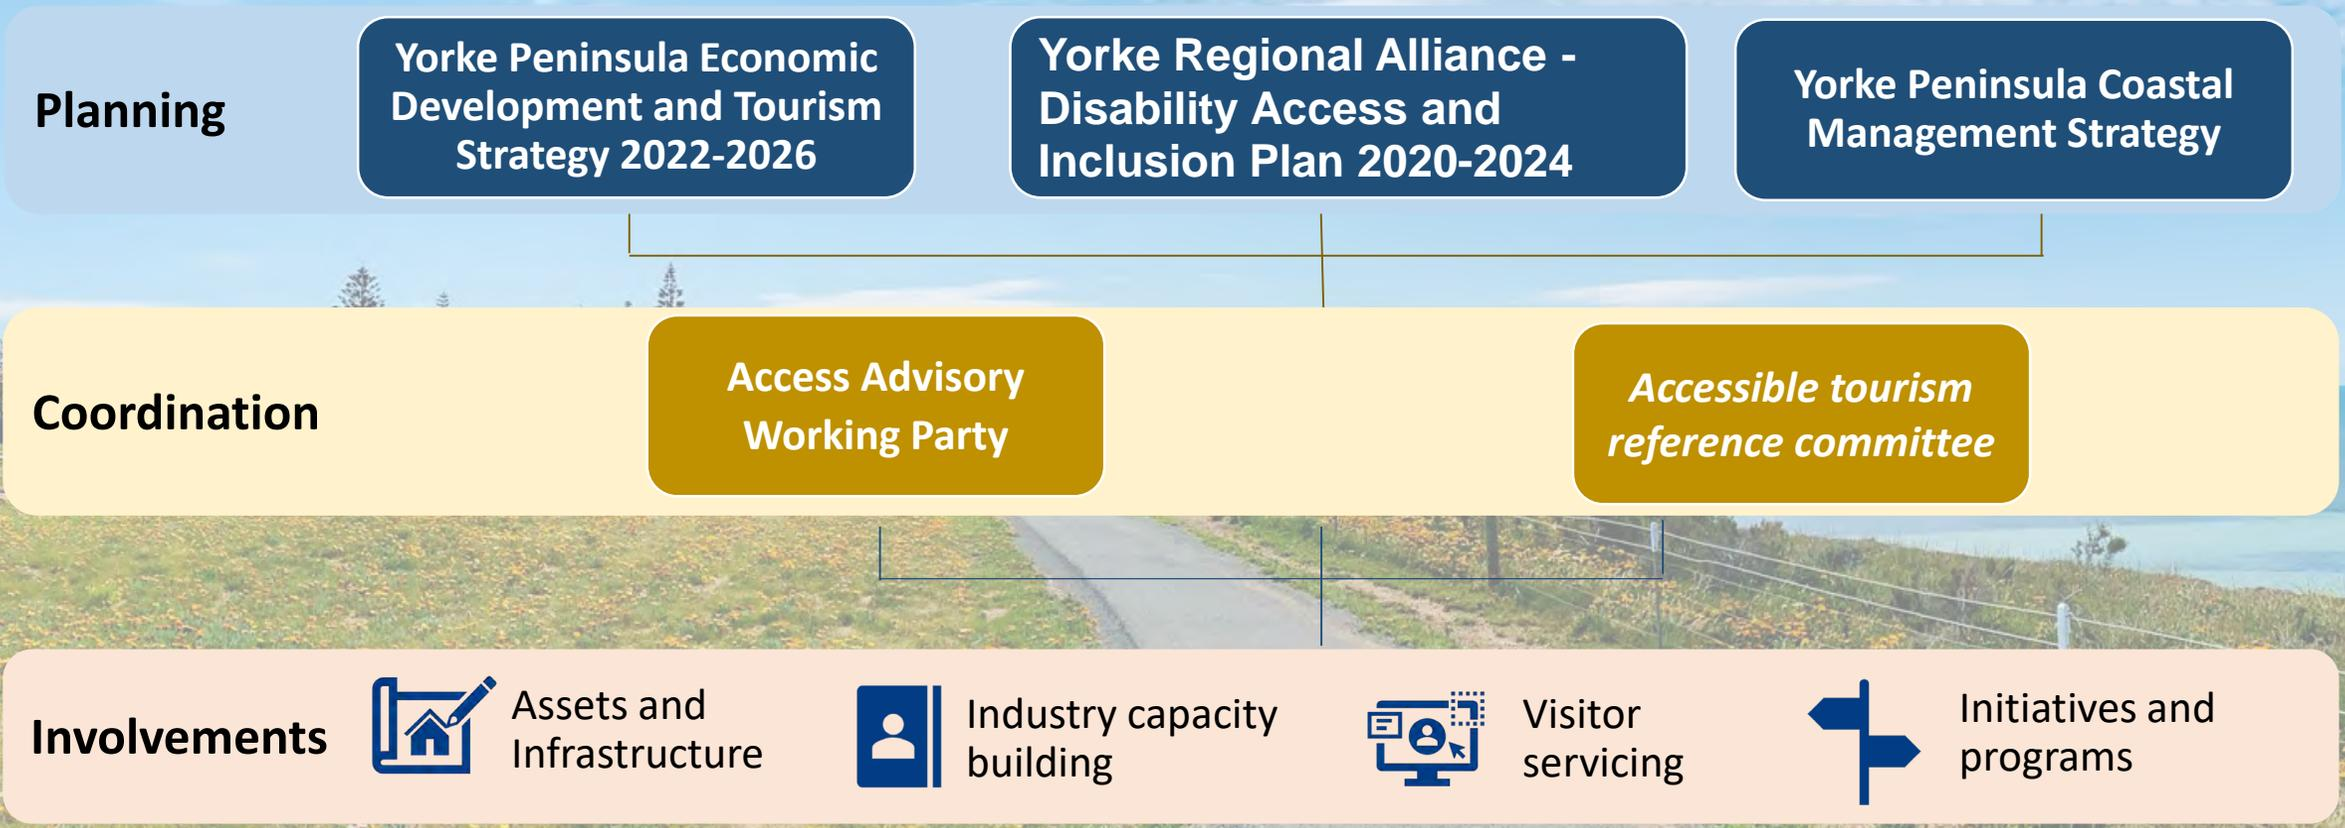 Planning
Yorke Peninsula Economic
Development and Tourism
Strategy 2022-2026
Yorke Regional Alliance -
Disability Access and
Inclusion Plan 2020-2024
Yorke Peninsula Coastal
Management Strategy
Coordination
Access Advisory
Working Party
Accessible tourism
reference committee
Involvements
Assets and
Infrastructure
Industry capacity
building
Visitor
servicing
Initiatives and
programs